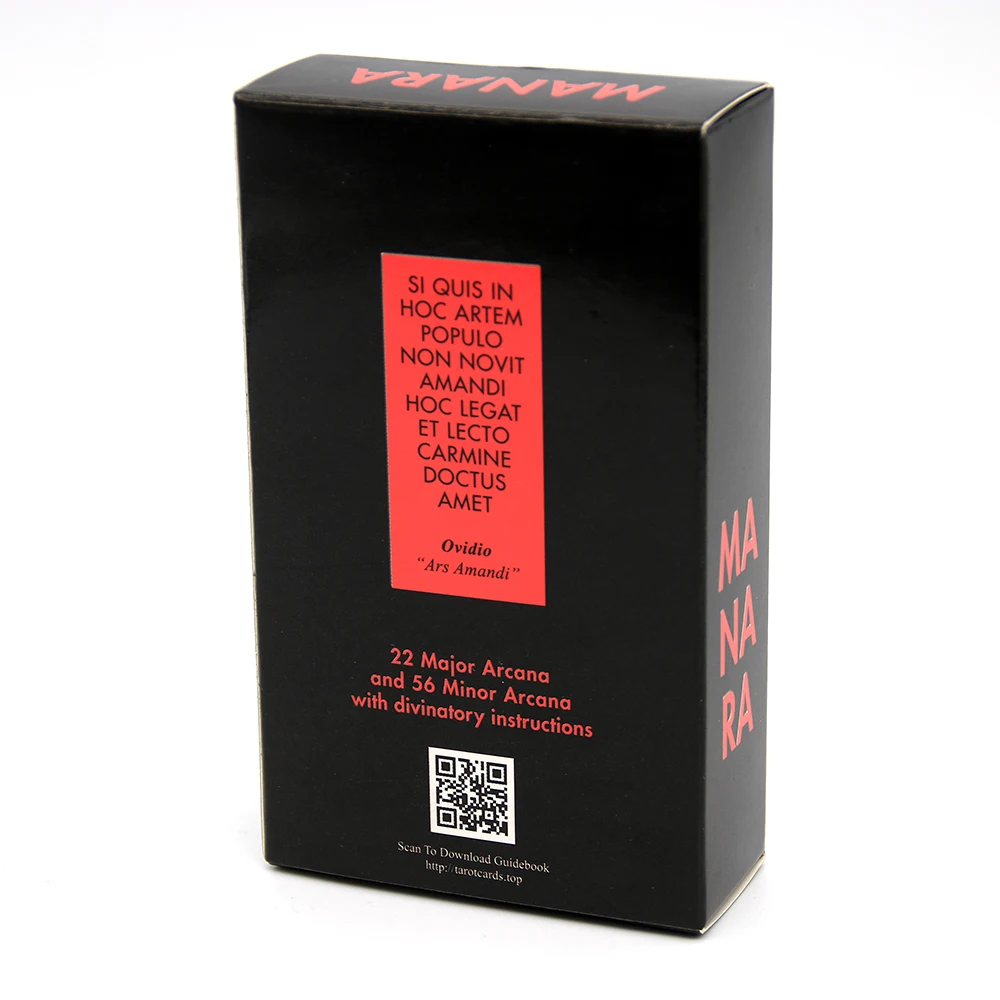 MANARA
SI QUIS IN
HOC ARTEM
POPULO
NON NOVIT
AMANDI
HOC LEGAT
ET LECTO
CARMINE
DOCTUS
AMET
Ovidio
“Ars Amandi”
22 Major Arcana
and 56 Minor Arcana
with divinatory instructions
Scan To Download Guidebook
http://tarotcards.top
MA
NA
RA